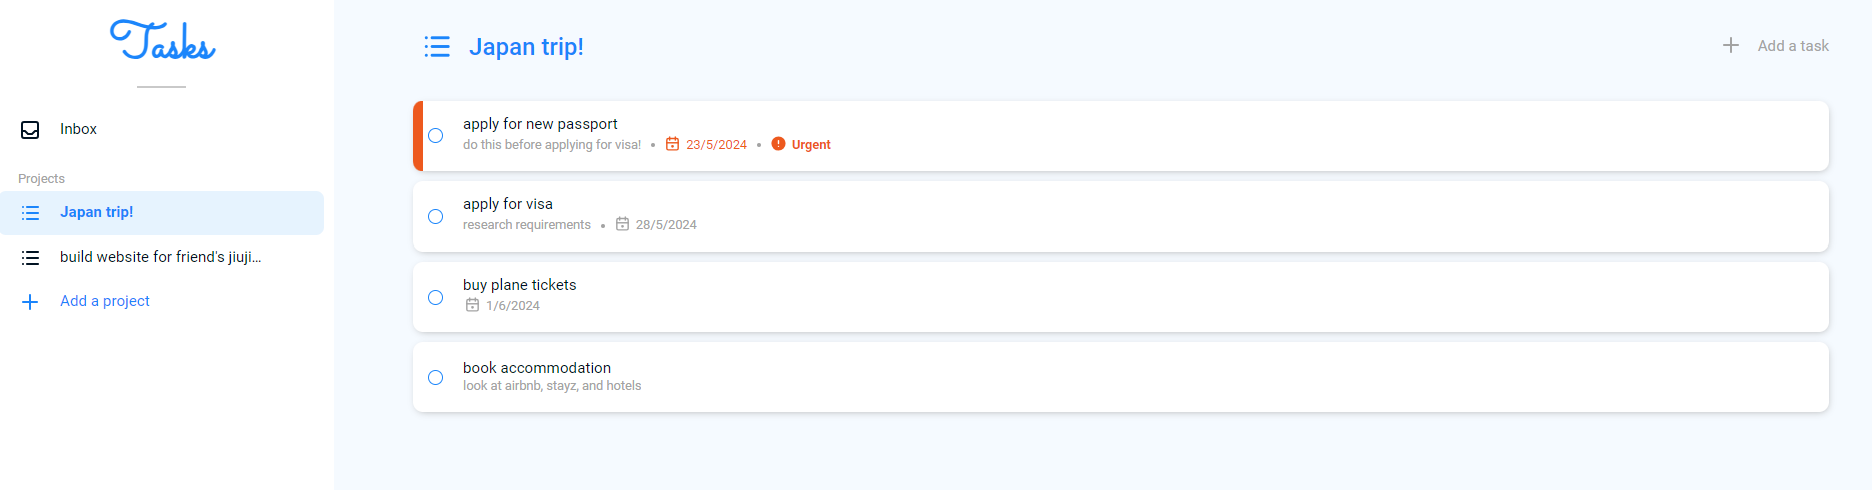 Tasks
Inbox
Projects
Japan trip!
build website for friend's jiuji...
Add a project
Japan trip!
Add a task
apply for new passport
do this before applying for visa! • 23/5/2024 • Urgent
apply for visa
research requirements • 28/5/2024
buy plane tickets
1/6/2024
book accommodation
look at airbnb, stayz, and hotels